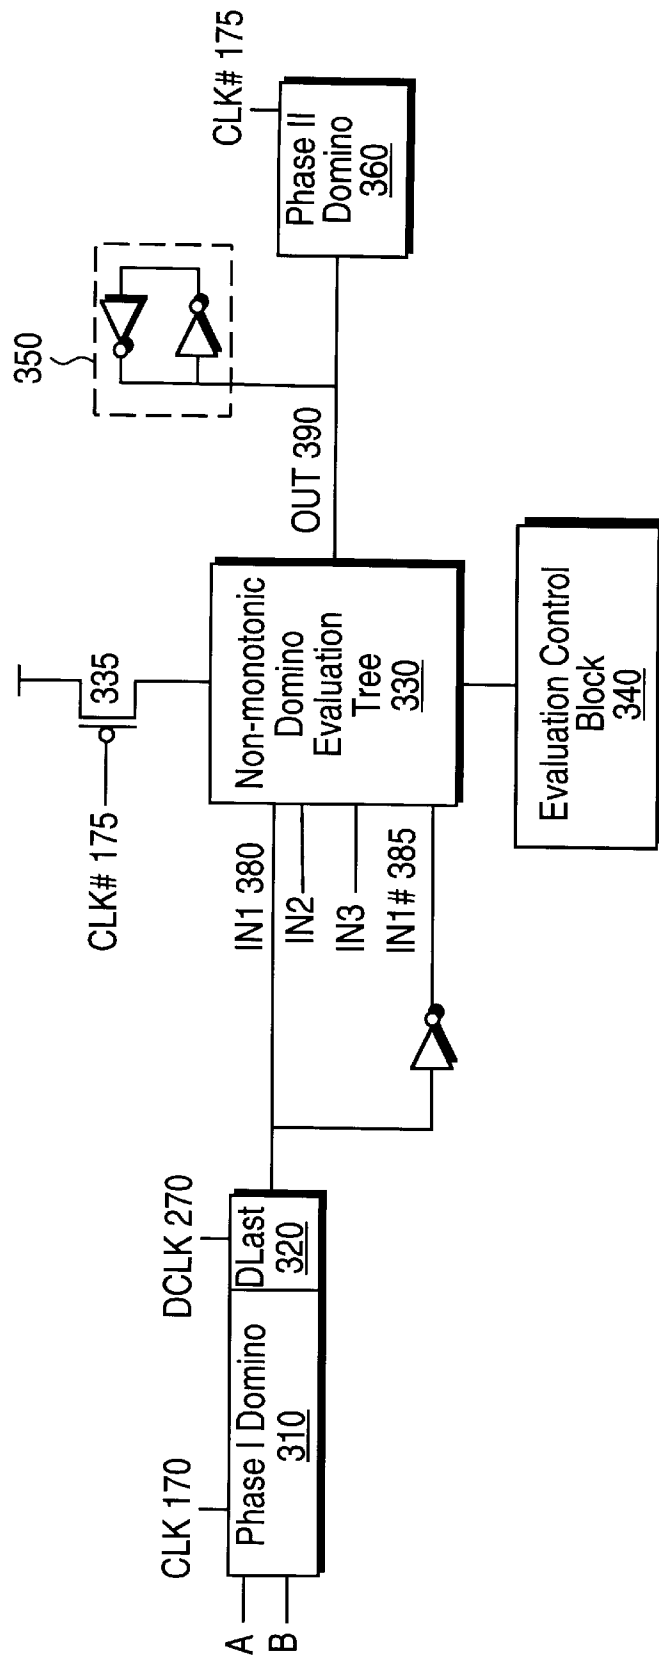 A
B
CLK 170
Phase I Domino
310
DCLK 270
DLast
320
IN1 380
IN2
IN3
IN1# 385
CLK# 175
335
Non-monotonic
Domino
Evaluation
Tree
330
Evaluation Control
Block
340
OUT 390
350
CLK# 175
Phase II
Domino
360